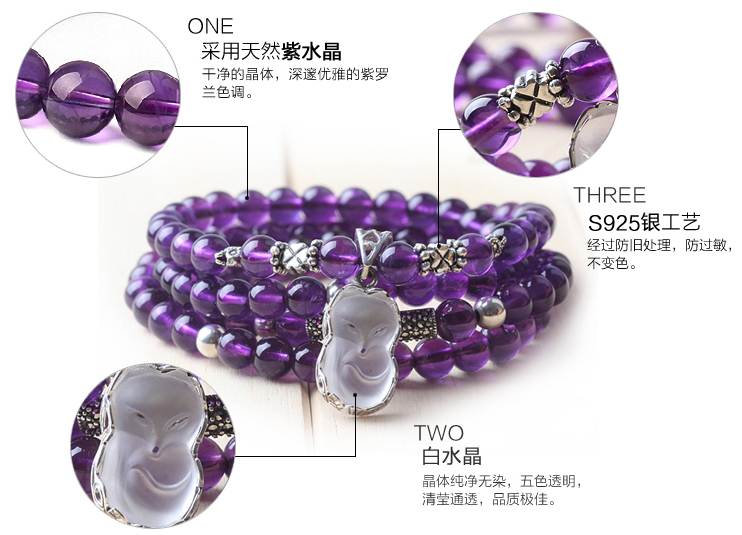 ONE
采用天然紫水晶
干净的晶体，深邃优雅的紫罗
兰色调。
THREE
S925银工艺
经过防旧处理，防过敏，
不变色。
TWO
白水晶
晶体纯净无染，五色透明，
清莹通透，品质极佳。